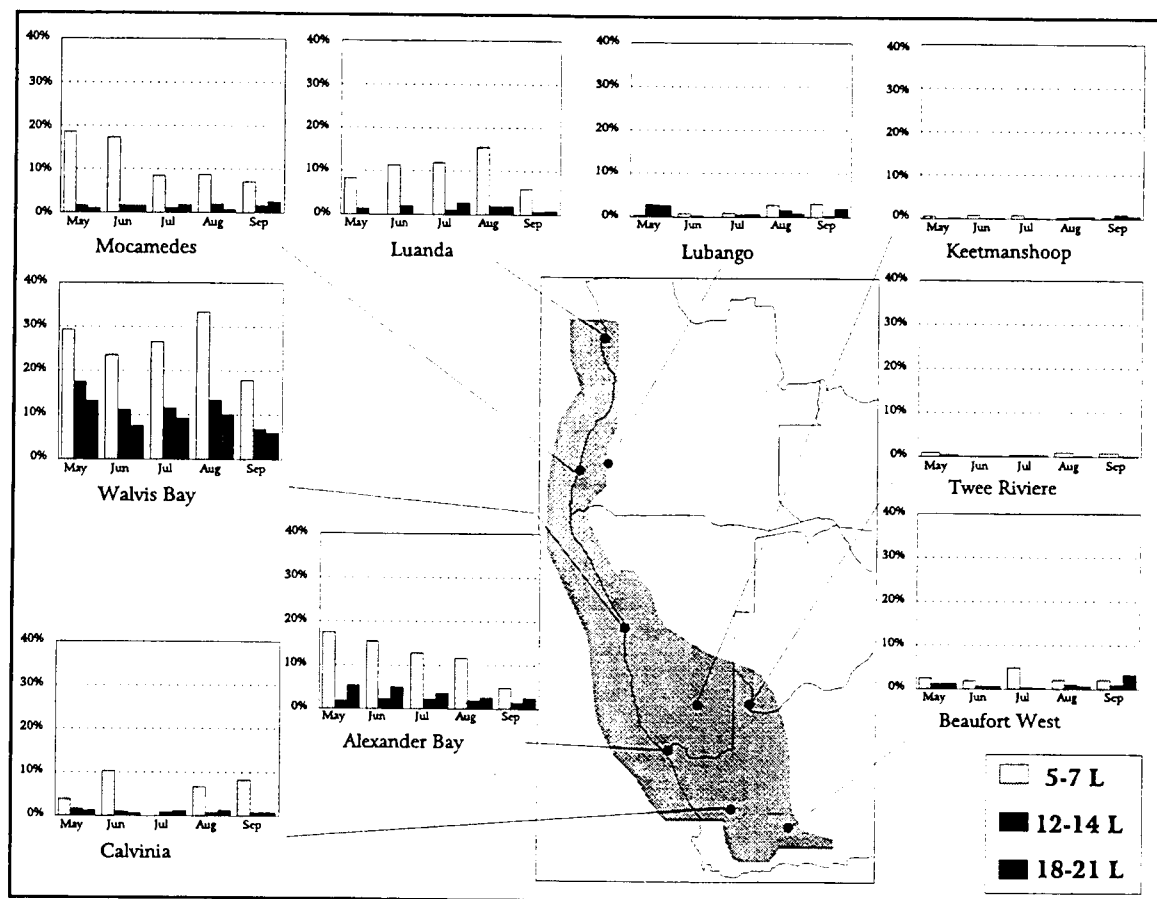 40%
30%
20%
10%
0%
May Jun Jul Aug Sep
Mocamedes
40%
30%
20%
10%
0%
May Jun Jul Aug Sep
Luanda
40%
30%
20%
10%
0%
May Jun Jul Aug Sep
Lubango
40%
30%
20%
10%
0%
May Jun Jul Aug Sep
Keetmanshoop
40%
30%
20%
10%
0%
May Jun Jul Aug Sep
Walvis Bay
40%
30%
20%
10%
0%
May Jun Jul Aug Sep
Twee Riviere
40%
30%
20%
10%
0%
May Jun Jul Aug Sep
Alexander Bay
40%
30%
20%
10%
0%
May Jun Jul Aug Sep
Beaufort West
40%
30%
20%
10%
0%
May Jun Jul Aug Sep
Calvinia
5-7 L
12-14 L
18-21 L